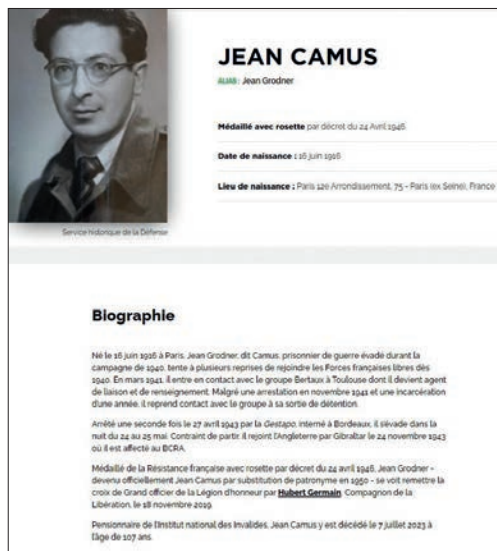 JEAN CAMUS
ALIAS : Jean Grodner
Médaillé avec rosette par décret du 24 Avril 1946
Date de naissance : 16 juin 1916
Lieu de naissance : Paris 12e Arrondissement, 75 - Paris (ex Seine), France
Service historique de la Défense
Biographie
Né le 16 juin 1916 à Paris, Jean Grodner, dit Camus, prisonnier de guerre évadé durant la
campagne de 1940, tente à plusieurs reprises de rejoindre les Forces françaises libres dès
1940. En mars 1941, il entre en contact avec le groupe Bertaux à Toulouse dont il devient agent
de liaison et de renseignement. Malgré une arrestation en novembre 1941 et une incarcération
d'une année, il reprend contact avec le groupe à sa sortie de détention.
Arrêté une seconde fois le 27 avril 1943 par la Gestapo, interné à Bordeaux, il s'évade dans la
nuit du 24 au 25 mai. Contraint de partir, il rejoint l'Angleterre par Gibraltar le 24 novembre 1943
où il est affecté au BCRA.
Médaillé de la Résistance française avec rosette par décret du 24 avril 1946, Jean Grodner -
devenu officiellement Jean Camus par substitution de patronyme en 1950 - se voit remettre la
croix de Grand officier de la Légion d'honneur par Hubert Germain, Compagnon de la
Libération, le 18 novembre 2019.
Pensionnaire de l'Institut national des Invalides, Jean Camus y est décédé le 7 juillet 2023 à
l'âge de 107 ans.